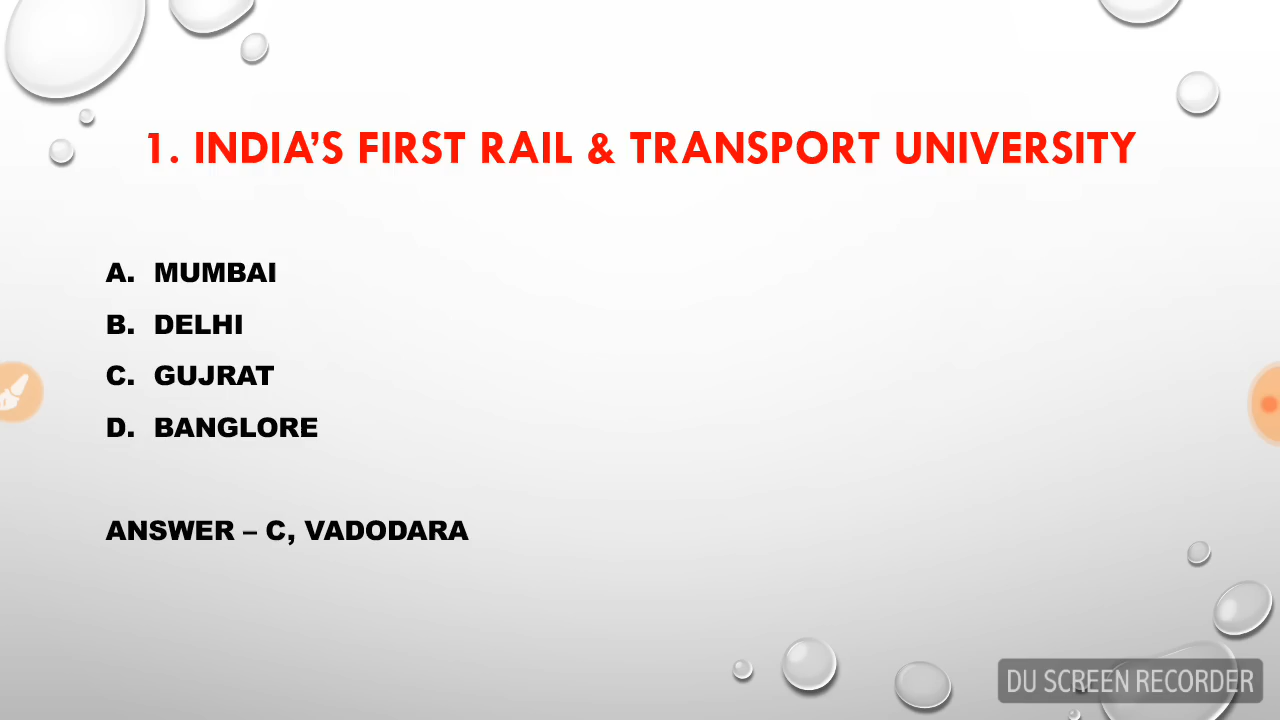 1. INDIA’S FIRST RAIL & TRANSPORT UNIVERSITY
A. MUMBAI
B. DELHI
C. GUJRAT
D. BANGLORE
ANSWER – C, VADODARA
DU SCREEN RECORDER